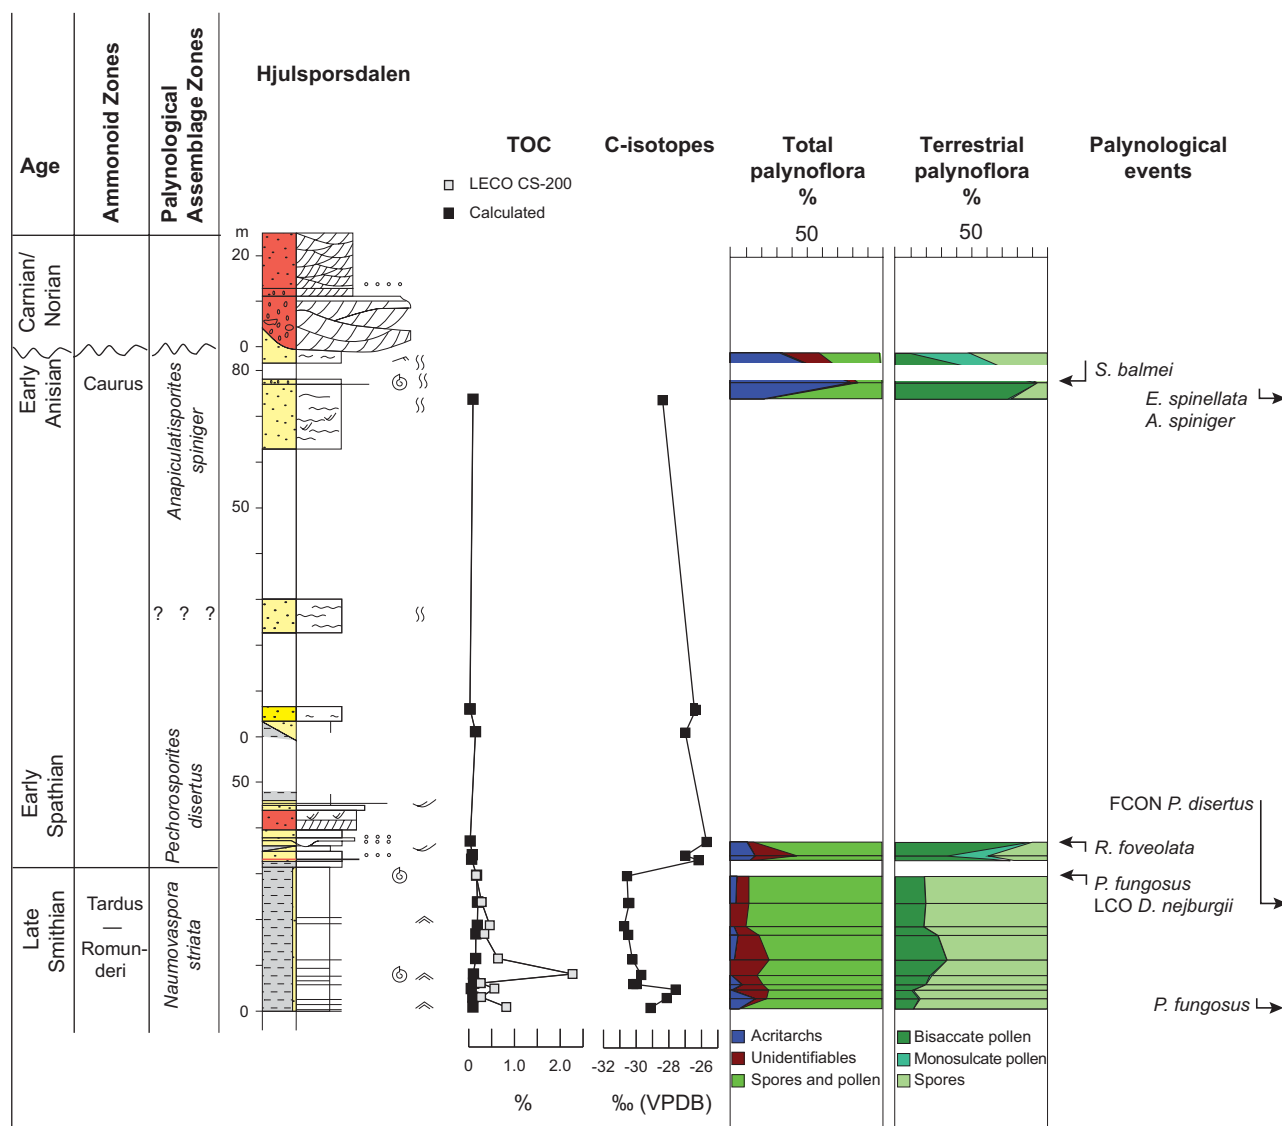 Hjulsporsdalen
Age
Ammonoid Zones
Palynological
Assemblage Zones
TOC
C-isotopes
Total
palynoflora
%
Terrestrial
palynoflora
%
Palynological
events
LECO CS-200
Calculated
50
50
m
20
0
80
50
0
50
0
Carnian/
Norian
Early
Anisian
Caurus
Anapiculatisporites
spiniger
S. balmei
E. spinellata
A. spiniger
? ? ?
Early
Spathian
Pechorosporites
disertus
FCON P. disertus
R. foveolata
P. fungosus
LCO D. nejburgii
Late
Smithian
Tardus
—
Romun-
deri
Naumovaspora
striata
P. fungosus
Acritarchs
Unidentifiables
Spores and pollen
Bisaccate pollen
Monosulcate pollen
Spores
0 1.0 2.0
%
-32 -30 -28 -26
‰ (VPDB)